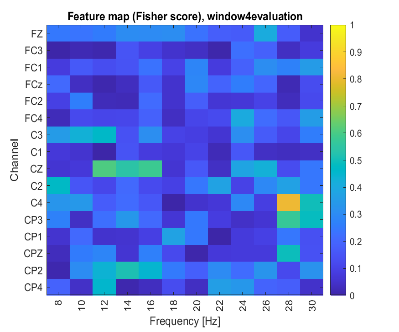 Feature map (Fisher score), window4evaluation
FZ
FC3
FC1
FCz
FC2
FC4
C3
C1
CZ
C2
C4
CP3
CP1
CPZ
CP2
CP4
Channel
8 10 12 14 16 18 20 22 24 26 28 30
Frequency [Hz]
1
0.9
0.8
0.7
0.6
0.5
0.4
0.3
0.2
0.1
0